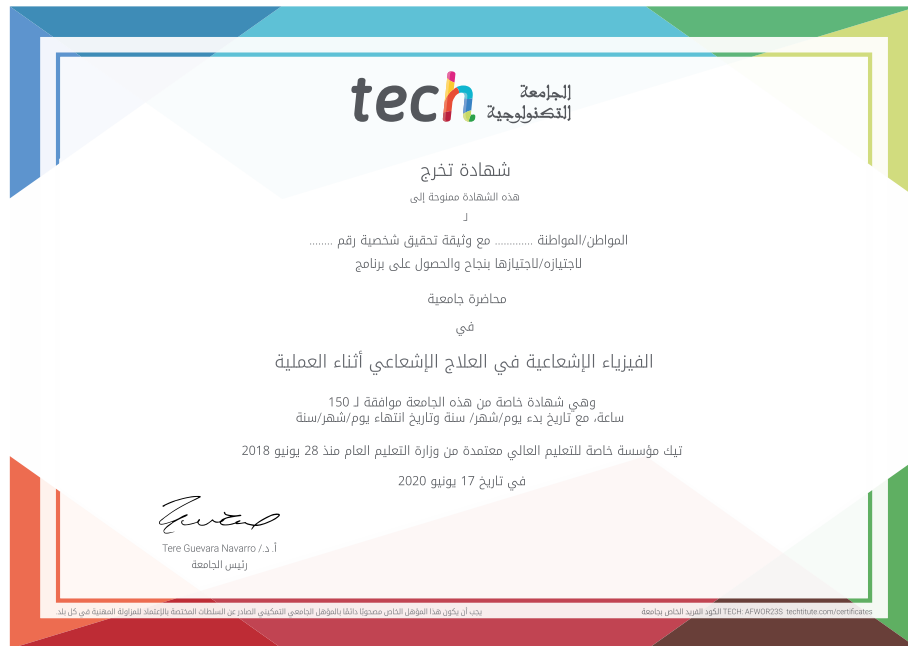 tech الجامعة
التكنولوجية
شهادة تخرج
هذه الشهادة ممنوحة إلى
لـ
المواطن/المواطنة ............. مع وثيقة تحقيق شخصية رقم ........
لاجتيازه/لاجتيازها بنجاح والحصول على برنامج
محاضرة جامعية
في
الفيزياء الإشعاعية في العلاج الإشعاعي أثناء العملية
وهي شهادة خاصة من هذه الجامعة موافقة لـ 150
ساعة، مع تاريخ بدء يوم/شهر/ سنة وتاريخ انتهاء يوم/شهر/سنة
تيك مؤسسة خاصة للتعليم العالي معتمدة من وزارة التعليم العام منذ 28 يونيو 2018
في تاريخ 17 يونيو 2020
أ. د./ Tere Guevara Navarro
رئيس الجامعة
يجب أن يكون هذا المؤهل الخاص مصحوبًا دائمًا بالمؤهل الجامعي التمكيني الصادر عن السلطات المختصة بالإعتماد للمزاولة المهنية في كل بلد.
الكود الفريد الخاص بجامعة TECH: AFWOR23S techtitute.com/certificates